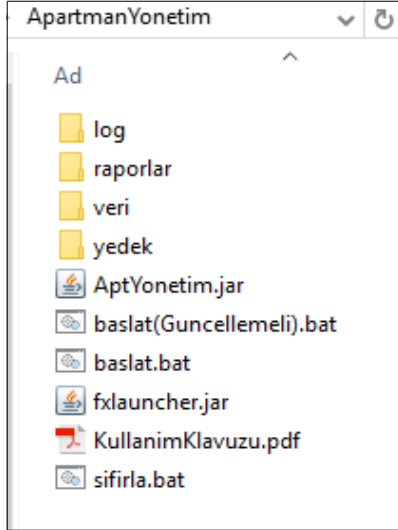 ApartmanYonetim
Ad
log
raporlar
veri
yedek
AptYonetim.jar
baslat(Guncellemeli).bat
baslat.bat
fxlauncher.jar
KullanimKlavuzu.pdf
sifirla.bat